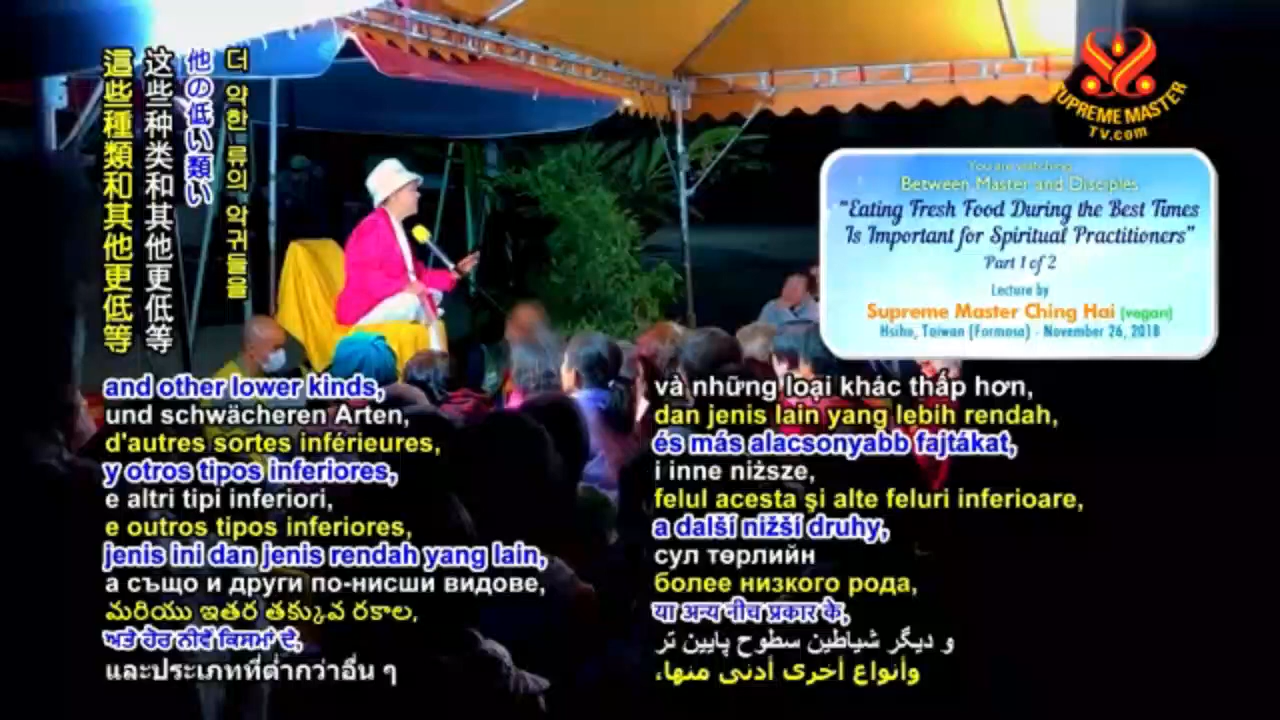 這些種類和其他更低等
这些种类和其他更低等
他の低い類い
더 약한 류의 악귀들을
SUPREME MASTER
TV.com
You are watching
Between Master and Disciples
"Eating Fresh Food During the Best Times
Is Important for Spiritual Practitioners"
Part 1 of 2
Lecture by
Supreme Master Ching Hai (vegan)
Hsihu, Taiwan (Formosa) - November 26, 2018
and other lower kinds,
und schwächeren Arten,
d'autres sortes inférieures,
y otros tipos inferiores,
e altri tipi inferiori,
e outros tipos inferiores,
jenis ini dan jenis rendah yang lain,
а също и други по-нисши видове,
మరియు ఇతర తక్కువ రకాల,
ਅਤੇ ਹੋਰ ਨੀਵੇਂ ਕਿਸਮਾਂ ਦੇ,
และประเภทที่ต่ำกว่าอื่น ๆ
và những loại khác thấp hơn,
dan jenis lain yang lebih rendah,
és más alacsonyabb fajtákat,
i inne niższe,
felul acesta şi alte feluri inferioare,
a další nižší druhy,
сул төрлийн
более низкого рода,
या अन्य नीच प्रकार के,
و دیگر شیاطین سطوح پایین تر
وأنواع أخرى أدنى منها،